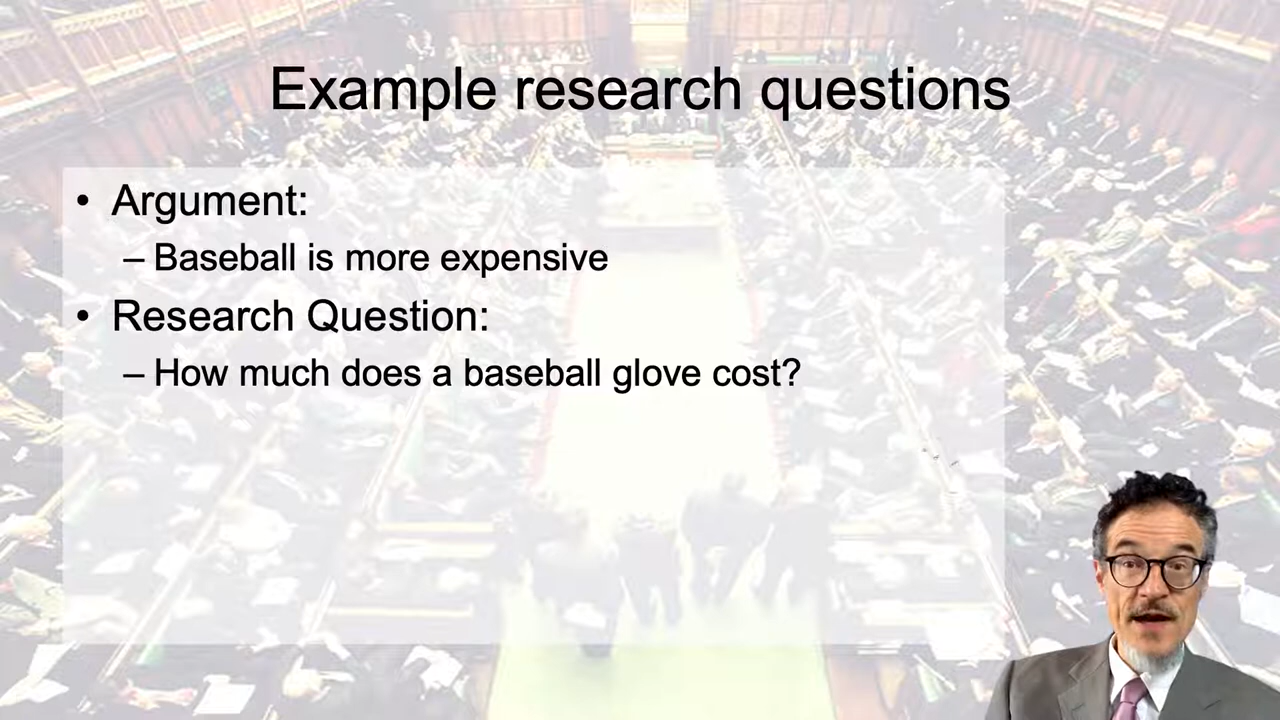 Example research questions
• Argument:
– Baseball is more expensive
• Research Question:
– How much does a baseball glove cost?